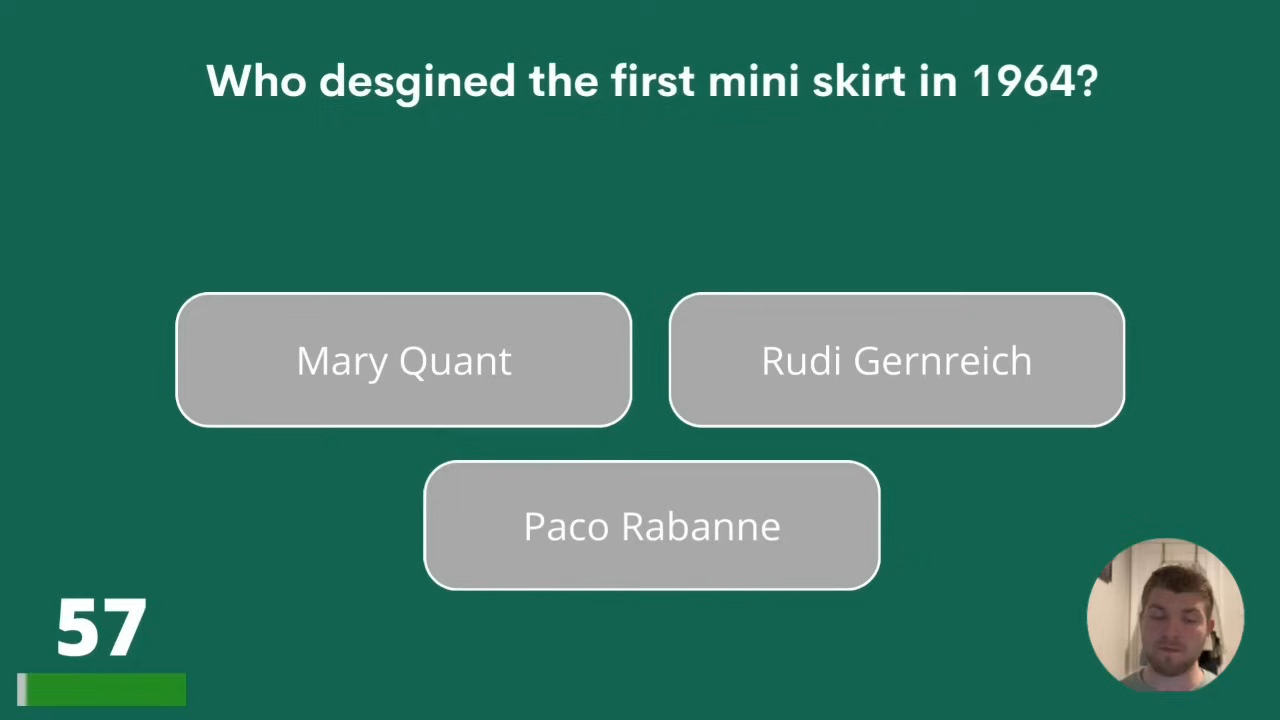 Who desgined the first mini skirt in 1964?
Mary Quant
Rudi Gernreich
Paco Rabanne
57